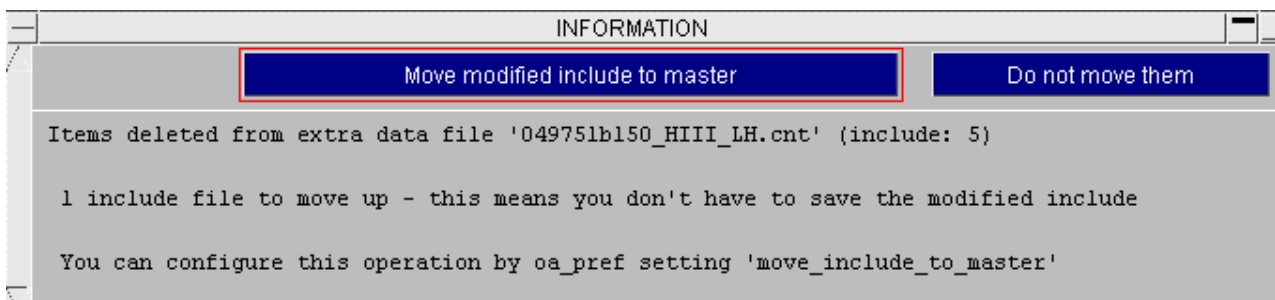 INFORMATION
Move modified include to master
Do not move them
Items deleted from extra data file '049751b150_HIII_LH.cnt' (include: 5)
1 include file to move up - this means you don't have to save the modified include
You can configure this operation by oa_pref setting 'move_include_to_master'